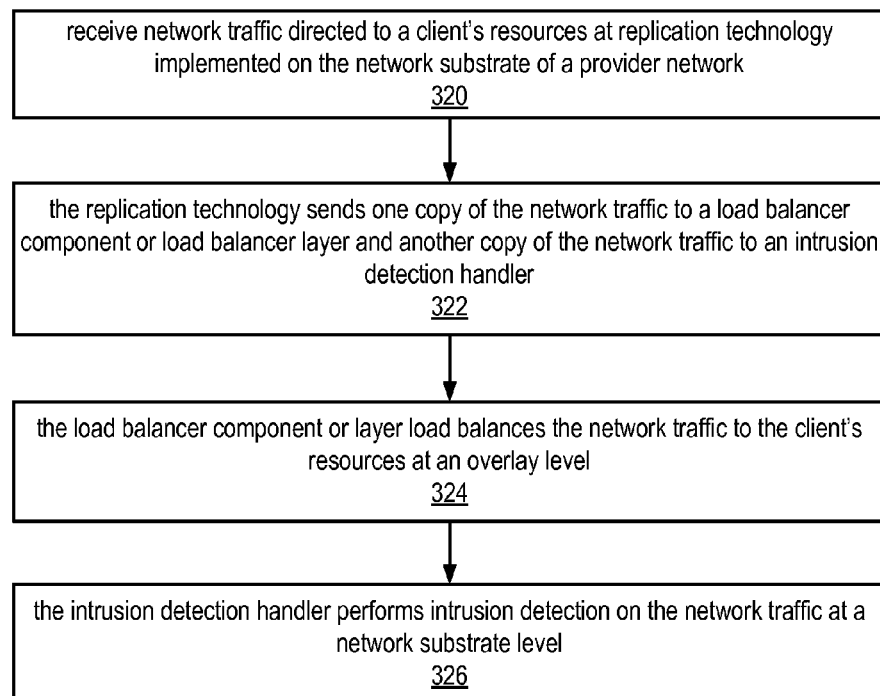 receive network traffic directed to a client's resources at replication technology
implemented on the network substrate of a provider network
320
the replication technology sends one copy of the network traffic to a load balancer
component or load balancer layer and another copy of the network traffic to an intrusion
detection handler
322
the load balancer component or layer load balances the network traffic to the client's
resources at an overlay level
324
the intrusion detection handler performs intrusion detection on the network traffic at a
network substrate level
326